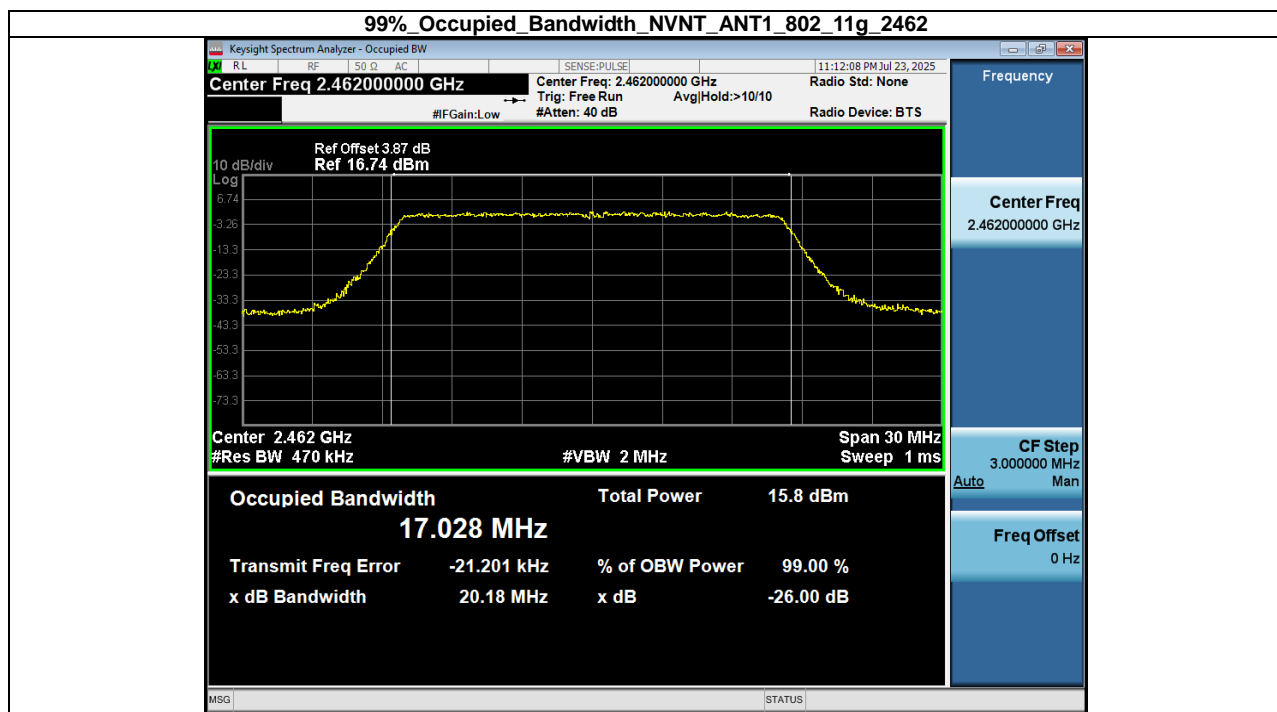 99%_Occupied_Bandwidth_NVNT_ANT1_802_11g_2462
Keysight Spectrum Analyzer - Occupied BW
LXI RL RF 50 Ω AC SENSE:PULSE 11:12:08 PM Jul 23, 2025
Center Freq 2.462000000 GHz Center Freq: 2.462000000 GHz Radio Std: None
Trig: Free Run Avg|Hold:>10/10
#IFGain:Low #Atten: 40 dB Radio Device: BTS
Frequency
Ref Offset 3.87 dB
10 dB/div Ref 16.74 dBm
Log
6.74
-3.26
-13.3
-23.3
-33.3
-43.3
-53.3
-63.3
-73.3
Center 2.462 GHz Span 30 MHz
#Res BW 470 kHz #VBW 2 MHz Sweep 1 ms
Center Freq
2.462000000 GHz
CF Step
3.000000 MHz
Auto Man
Freq Offset
0 Hz
Occupied Bandwidth Total Power 15.8 dBm
17.028 MHz
Transmit Freq Error -21.201 kHz % of OBW Power 99.00 %
x dB Bandwidth 20.18 MHz x dB -26.00 dB
MSG STATUS